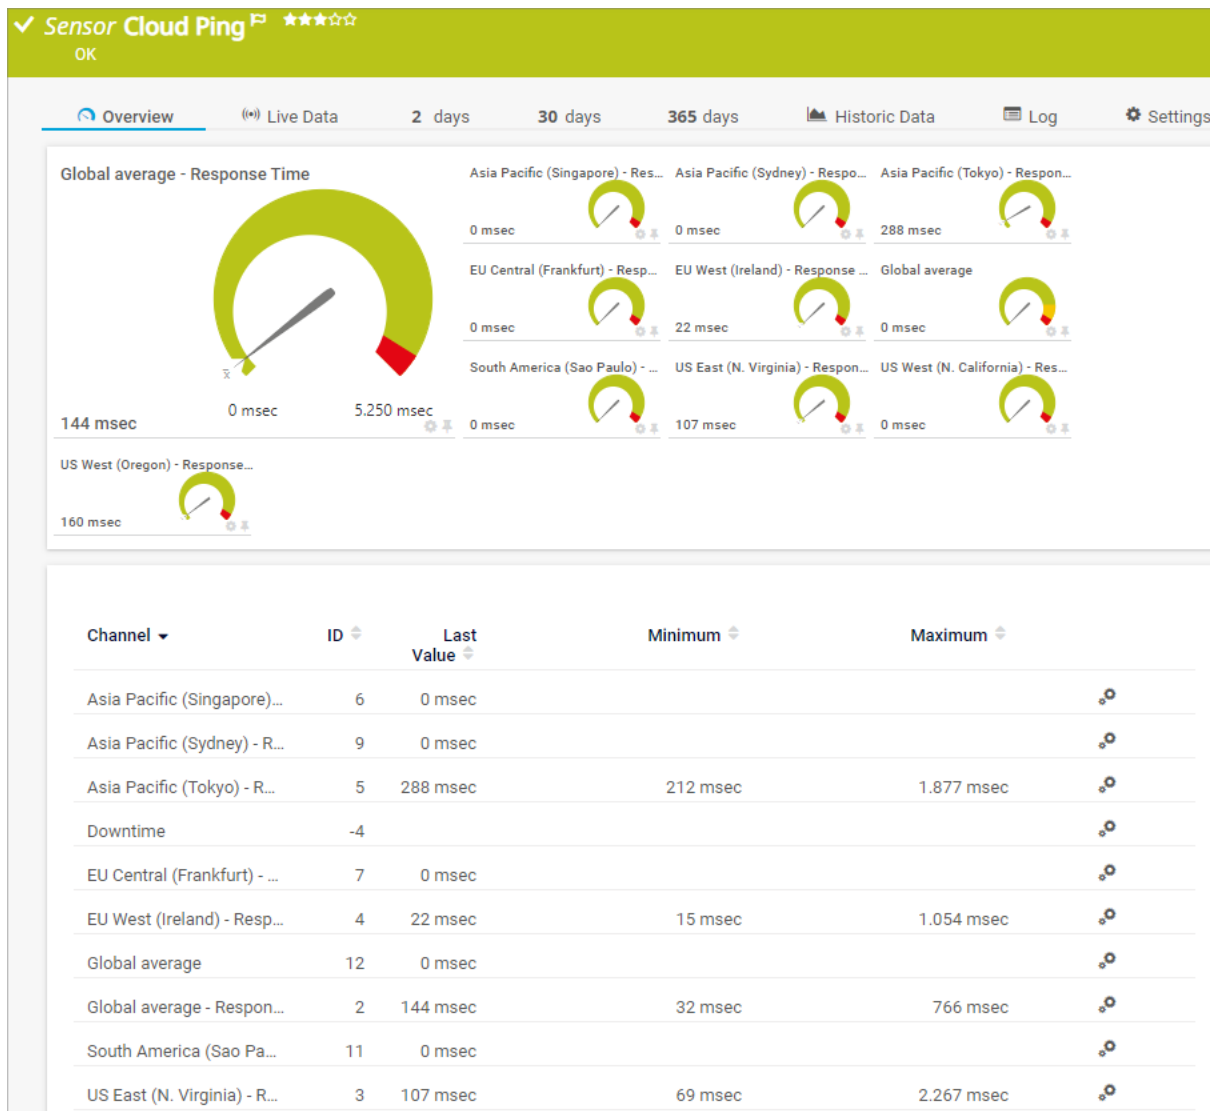 Sensor Cloud Ping
OK
Overview Live Data 2 days 30 days 365 days Historic Data Log Settings
Global average - Response Time
x̄
0 msec 5.250 msec
144 msec
Asia Pacific (Singapore) - Res... Asia Pacific (Sydney) - Respo... Asia Pacific (Tokyo) - Respon...
0 msec 0 msec 288 msec
EU Central (Frankfurt) - Resp... EU West (Ireland) - Response ... Global average
0 msec 22 msec 0 msec
South America (Sao Paulo) - ... US East (N. Virginia) - Respon... US West (N. California) - Res...
0 msec 107 msec 0 msec
US West (Oregon) - Response...
160 msec
Channel ID Last Value Minimum Maximum
Asia Pacific (Singapore)... 6 0 msec
Asia Pacific (Sydney) - R... 9 0 msec
Asia Pacific (Tokyo) - R... 5 288 msec 212 msec 1.877 msec
Downtime -4
EU Central (Frankfurt) - ... 7 0 msec
EU West (Ireland) - Resp... 4 22 msec 15 msec 1.054 msec
Global average 12 0 msec
Global average - Respon... 2 144 msec 32 msec 766 msec
South America (Sao Pa... 11 0 msec
US East (N. Virginia) - R... 3 107 msec 69 msec 2.267 msec